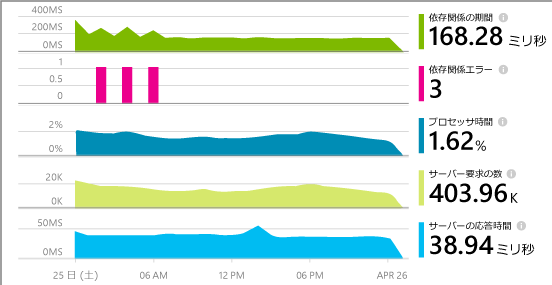 400MS
200MS
0MS
依存関係の期間
168.28 ミリ秒
1
0.5
0
依存関係エラー
3
2%
0%
プロセッサ時間
1.62%
20K
0K
サーバー要求の数
403.96K
50MS
0MS
サーバーの応答時間
38.94 ミリ秒
25 日 (土)
06 AM
12 PM
06 PM
APR 26